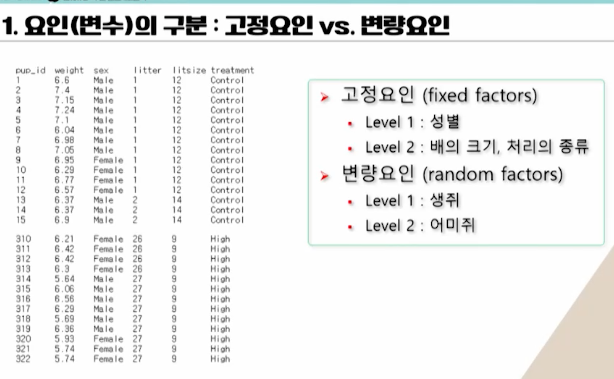 1. 요인(변수)의 구분 : 고정요인 vs. 변량요인
pup_id weight sex litter litsize treatment
1 6.6 Male 1 12 Control
2 7.4 Male 1 12 Control
3 7.15 Male 1 12 Control
4 7.24 Male 1 12 Control
5 7.1 Male 1 12 Control
6 6.04 Male 1 12 Control
7 6.98 Male 1 12 Control
8 7.05 Male 1 12 Control
9 6.95 Female 1 12 Control
10 6.29 Female 1 12 Control
11 6.77 Female 1 12 Control
12 6.57 Female 1 12 Control
13 6.37 Male 2 14 Control
14 6.37 Male 2 14 Control
15 6.9 Male 2 14 Control
310 6.21 Female 26 9 High
311 6.42 Female 26 9 High
312 6.42 Female 26 9 High
313 6.3 Female 26 9 High
314 5.64 Male 27 9 High
315 6.06 Male 27 9 High
316 6.56 Male 27 9 High
317 6.29 Male 27 9 High
318 5.69 Male 27 9 High
319 6.36 Male 27 9 High
320 5.93 Female 27 9 High
321 5.74 Female 27 9 High
322 5.74 Female 27 9 High
고정요인 (fixed factors)
Level 1 : 성별
Level 2 : 배의 크기, 처리의 종류
변량요인 (random factors)
Level 1 : 생쥐
Level 2 : 어미쥐